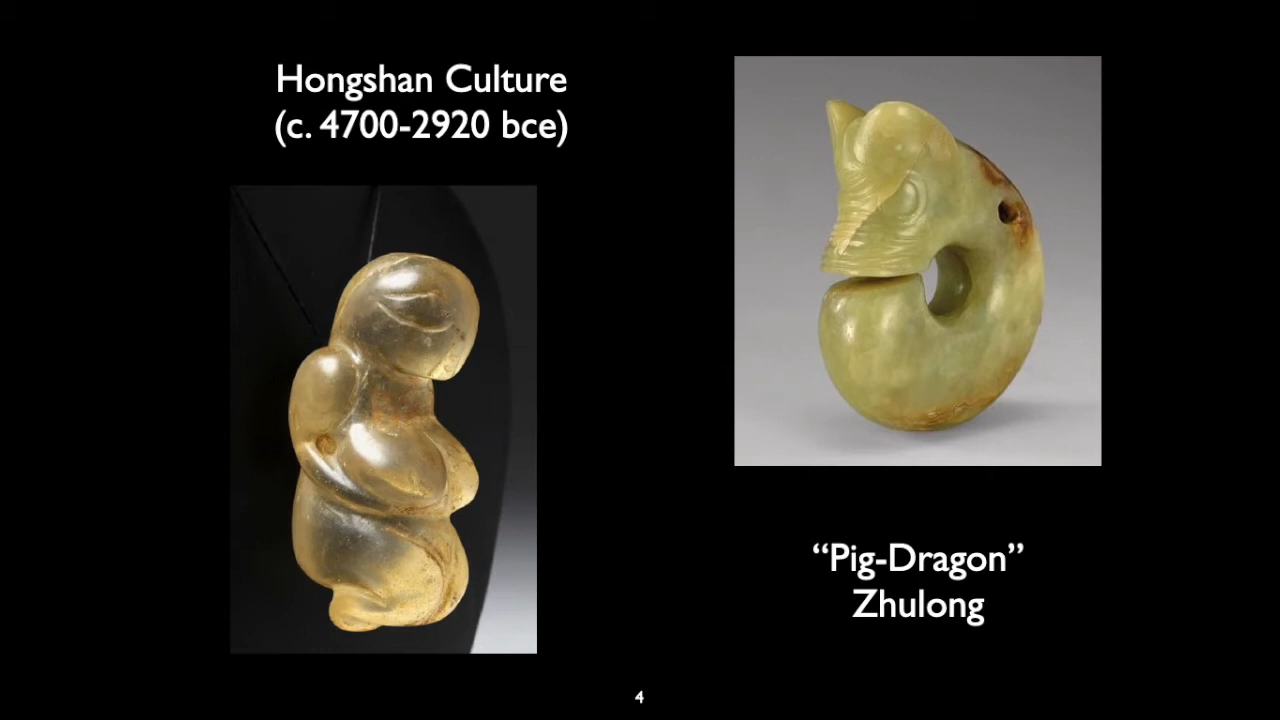 Hongshan Culture
(c. 4700-2920 bce)
“Pig-Dragon”
Zhulong
4